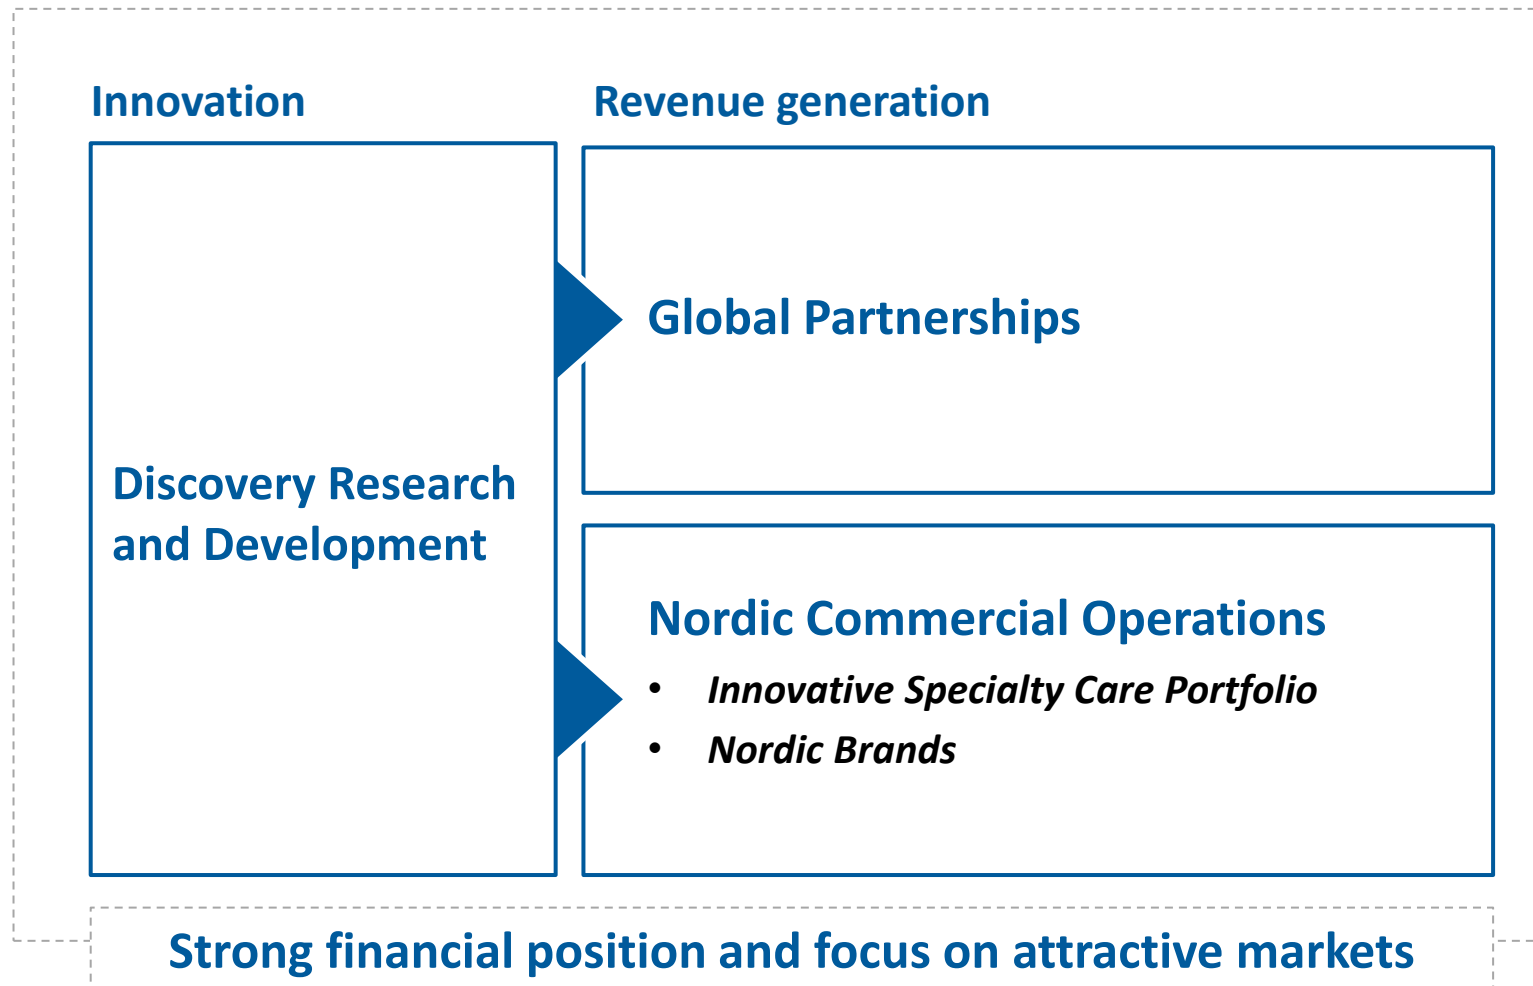 Innovation
Revenue generation
Discovery Research
and Development
Global Partnerships
Nordic Commercial Operations
• Innovative Specialty Care Portfolio
• Nordic Brands
Strong financial position and focus on attractive markets